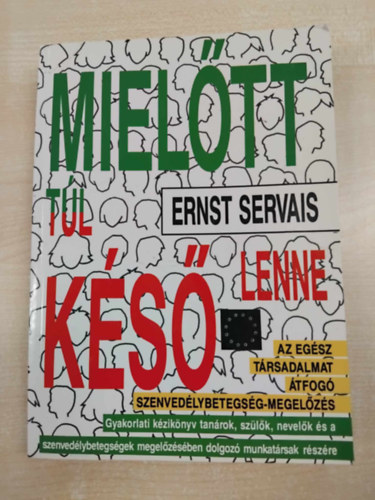 MIELŐTT
TÚL
ERNST SERVAIS
KÉSŐ
LENNE
AZ EGÉSZ
TÁRSADALMAT
ÁTFOGÓ
SZENVEDÉLYBETEGSÉG-MEGELŐZÉS
Gyakorlati kézikönyv tanárok, szülők, nevelők és a
szenvedélybetegségek megelőzésében dolgozó munkatársak részére